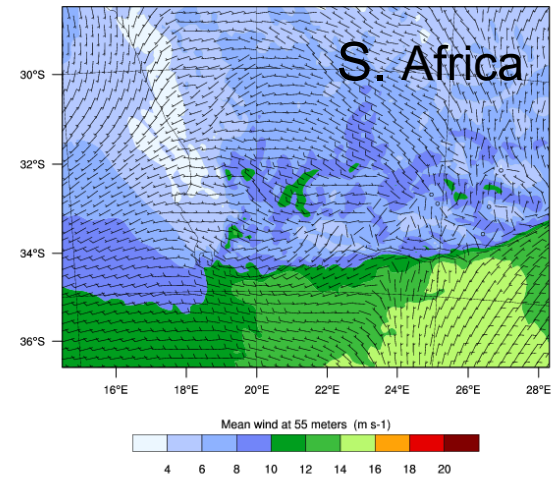 S. Africa
30°S
32°S
34°S
36°S
16°E 18°E 20°E 22°E 24°E 26°E 28°E
Mean wind at 55 meters (m s-1)
4 6 8 10 12 14 16 18 20